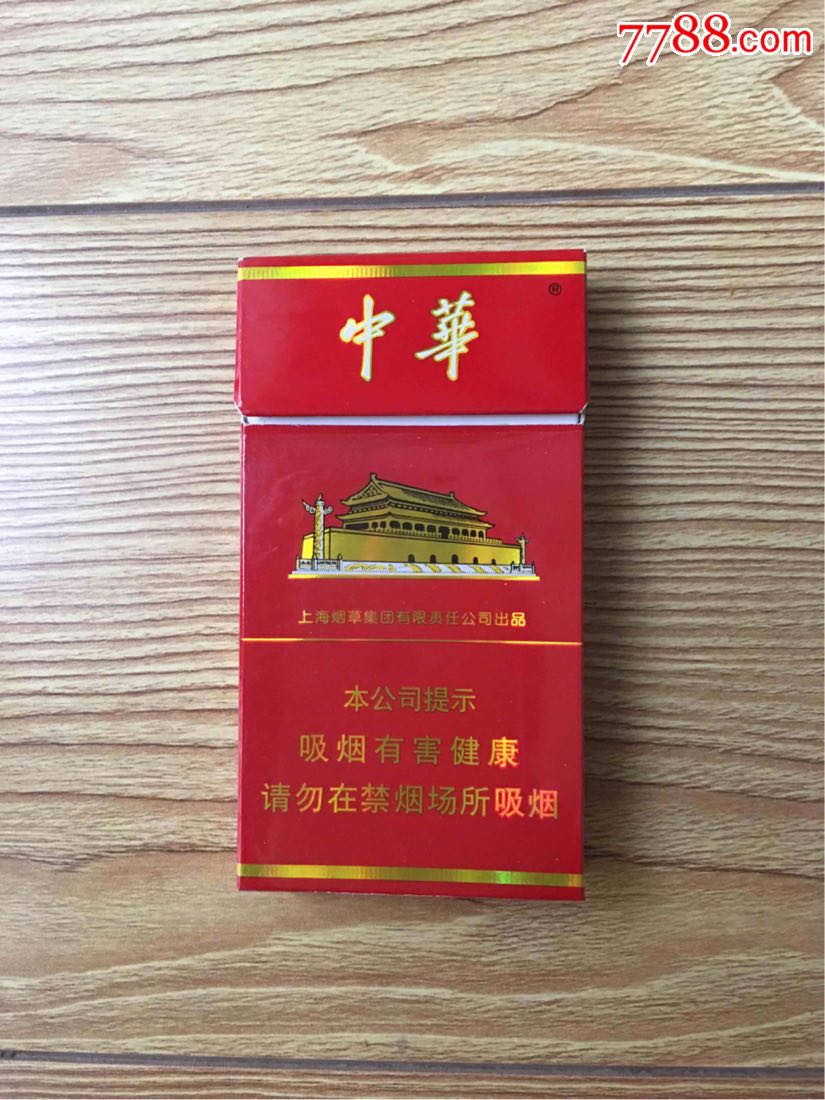 7788.com
中華
®
上海烟草集团有限责任公司出品
本公司提示
吸烟有害健康
请勿在禁烟场所吸烟